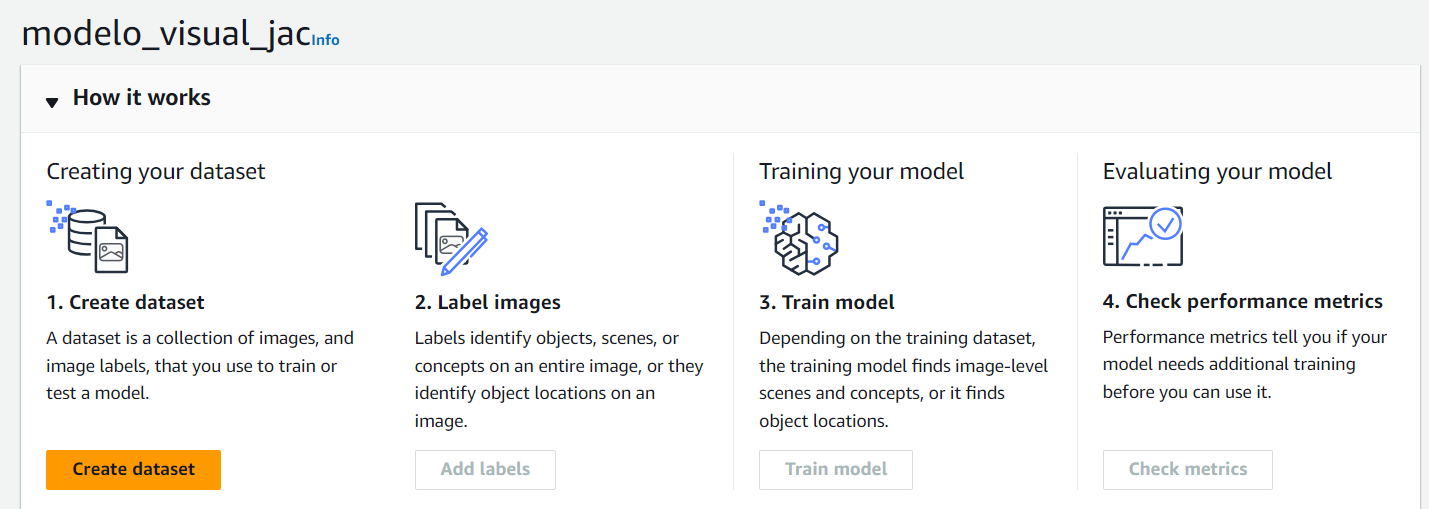 modelo_visual_jac Info
How it works
Creating your dataset
1. Create dataset
A dataset is a collection of images, and
image labels, that you use to train or
test a model.
Create dataset
2. Label images
Labels identify objects, scenes, or
concepts on an entire image, or they
identify object locations on an
image.
Add labels
Training your model
3. Train model
Depending on the training dataset,
the training model finds image-level
scenes and concepts, or it finds
object locations.
Train model
Evaluating your model
4. Check performance metrics
Performance metrics tell you if your
model needs additional training
before you can use it.
Check metrics